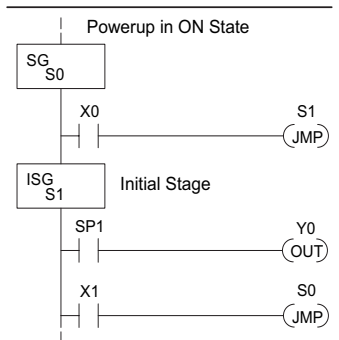 Powerup in ON State
SG
S0
X0 S1
JMP
ISG
S1
Initial Stage
SP1 Y0
OUT
X1 S0
JMP